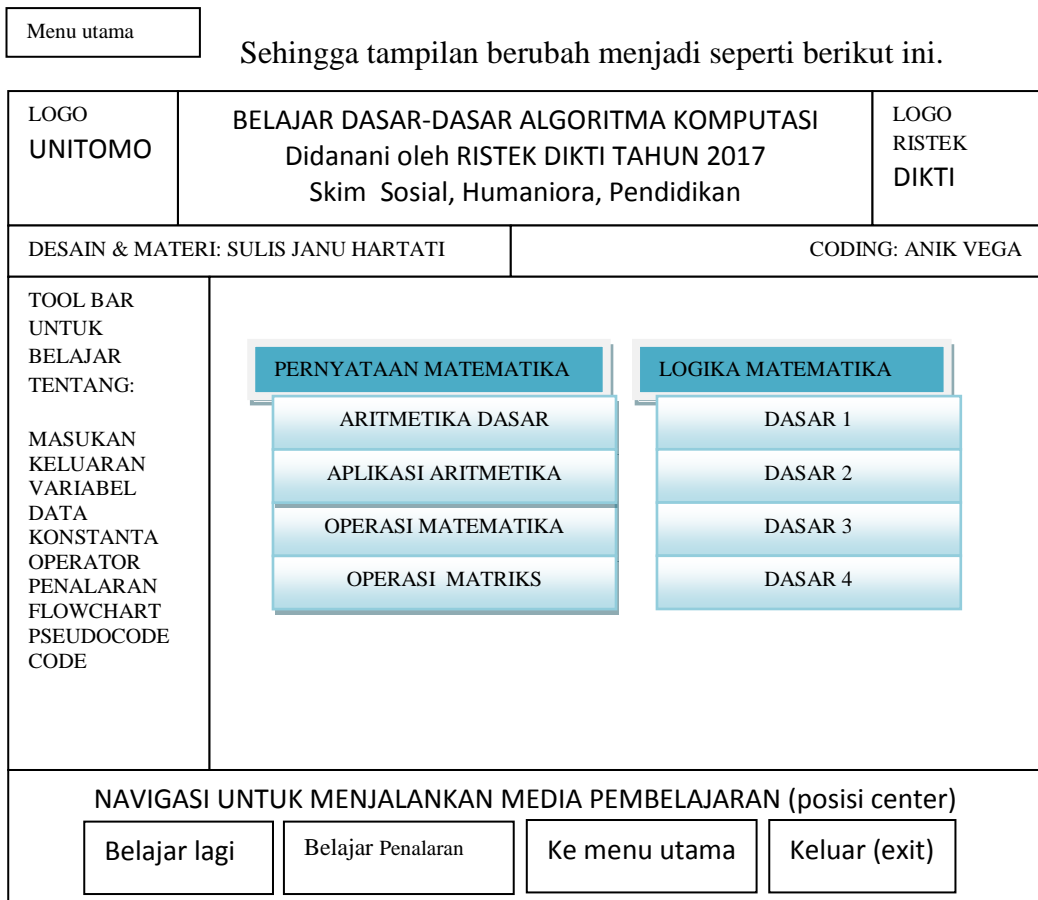 Menu utama
Sehingga tampilan berubah menjadi seperti berikut ini.
LOGO
UNITOMO
BELAJAR DASAR-DASAR ALGORITMA KOMPUTASI
Didanani oleh RISTEK DIKTI TAHUN 2017
Skim  Sosial, Humaniora, Pendidikan
LOGO
RISTEK
DIKTI
DESAIN & MATERI: SULIS JANU HARTATI
CODING: ANIK VEGA
TOOL BAR
UNTUK
BELAJAR
TENTANG:
MASUKAN
KELUARAN
VARIABEL
DATA
KONSTANTA
OPERATOR
PENALARAN
FLOWCHART
PSEUDOCODE
CODE
PERNYATAAN MATEMATIKA
ARITMETIKA DASAR
APLIKASI ARITMETIKA
OPERASI MATEMATIKA
OPERASI  MATRIKS
LOGIKA MATEMATIKA
DASAR 1
DASAR 2
DASAR 3
DASAR 4
NAVIGASI UNTUK MENJALANKAN MEDIA PEMBELAJARAN (posisi center)
Belajar lagi
Belajar Penalaran
Ke menu utama
Keluar (exit)